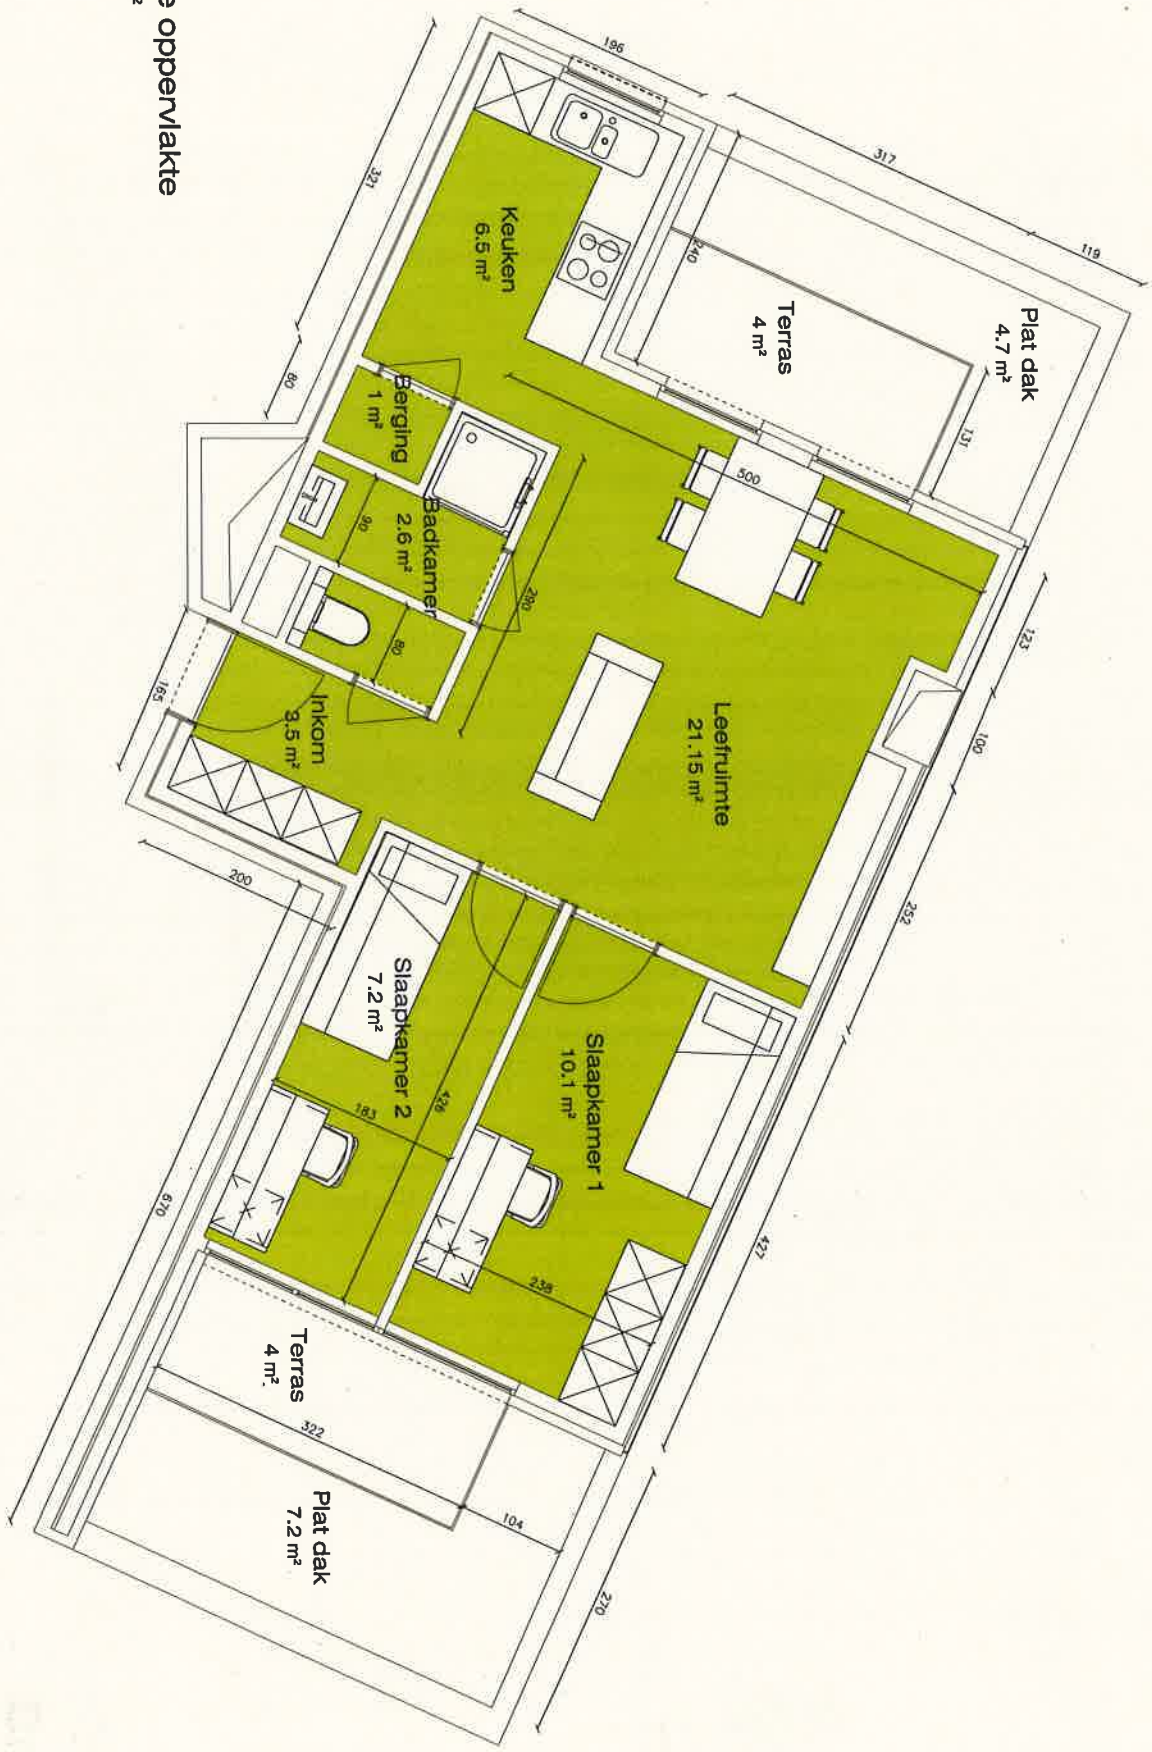 e oppervlakte
²
Keuken
6.5 m²
Berging
1 m²
Badkamer
2.6 m²
Inkom
3.5 m²
Terras
4 m²
Plat dak
4.7 m²
Leefruimte
21.15 m²
Slaapkamer 1
10.1 m²
Slaapkamer 2
7.2 m²
Terras
4 m²
Plat dak
7.2 m²
196
317
119
321
60
240
131
500
123
100
252
290
90
80
165
200
426
183
238
427
670
322
104
270